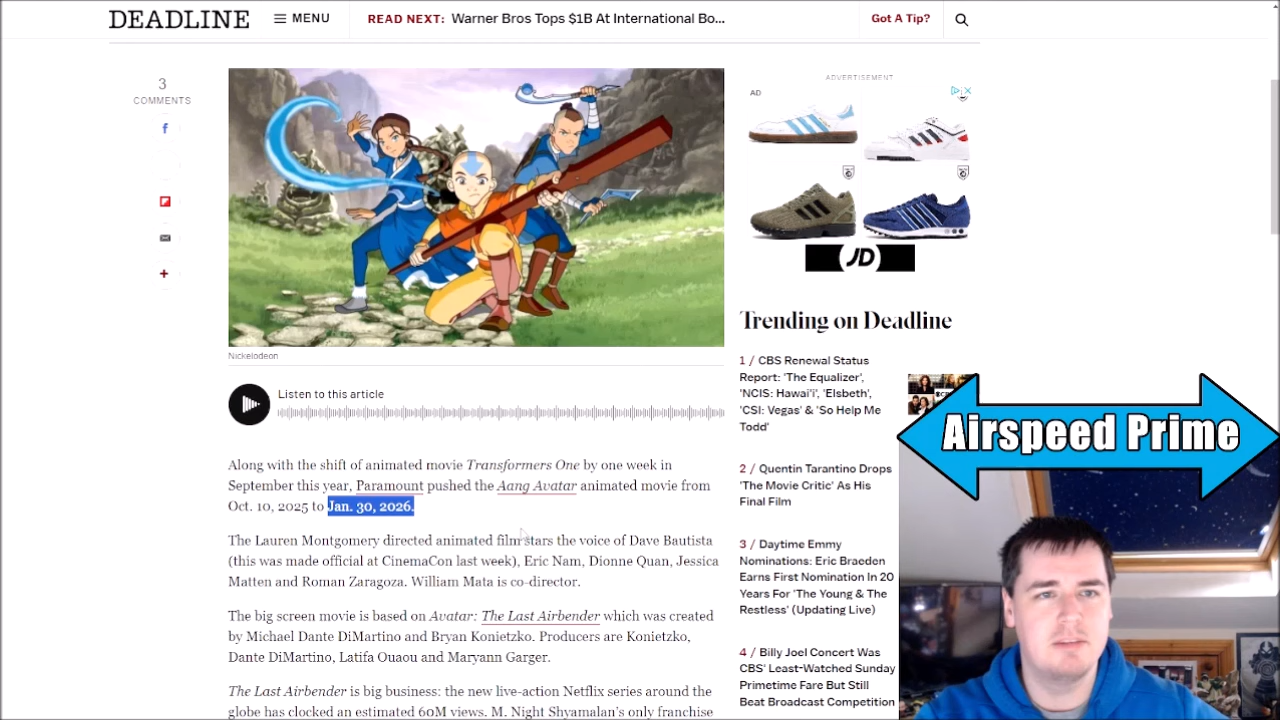 DEADLINE
MENU
READ NEXT: Warner Bros Tops $1B At International Bo...
Got A Tip?
3
COMMENTS
ADVERTISEMENT
AD
JD
Nickelodeon
Listen to this article
Along with the shift of animated movie Transformers One by one week in
September this year, Paramount pushed the Aang Avatar animated movie from
Oct. 10, 2025 to Jan. 30, 2026.
The Lauren Montgomery directed animated film stars the voice of Dave Bautista
(this was made official at CinemaCon last week), Eric Nam, Dionne Quan, Jessica
Matten and Roman Zaragoza. William Mata is co-director.
The big screen movie is based on Avatar: The Last Airbender which was created
by Michael Dante DiMartino and Bryan Konietzko. Producers are Konietzko,
Dante DiMartino, Latifa Ouaou and Maryann Garger.
The Last Airbender is big business: the new live-action Netflix series around the
globe has clocked an estimated 60M views. M. Night Shyamalan's only franchise
Trending on Deadline
1 / CBS Renewal Status
Report: 'The Equalizer',
'NCIS: Hawai'i', 'Elsbeth',
'CSI: Vegas' & 'So Help Me
Todd'
2 / Quentin Tarantino Drops
'The Movie Critic' As His
Final Film
3 / Daytime Emmy
Nominations: Eric Braeden
Earns First Nomination In 20
Years For 'The Young & The
Restless' (Updating Live)
4 / Billy Joel Concert Was
CBS' Least-Watched Sunday
Primetime Fare But Still
Beat Broadcast Competition
Airspeed Prime